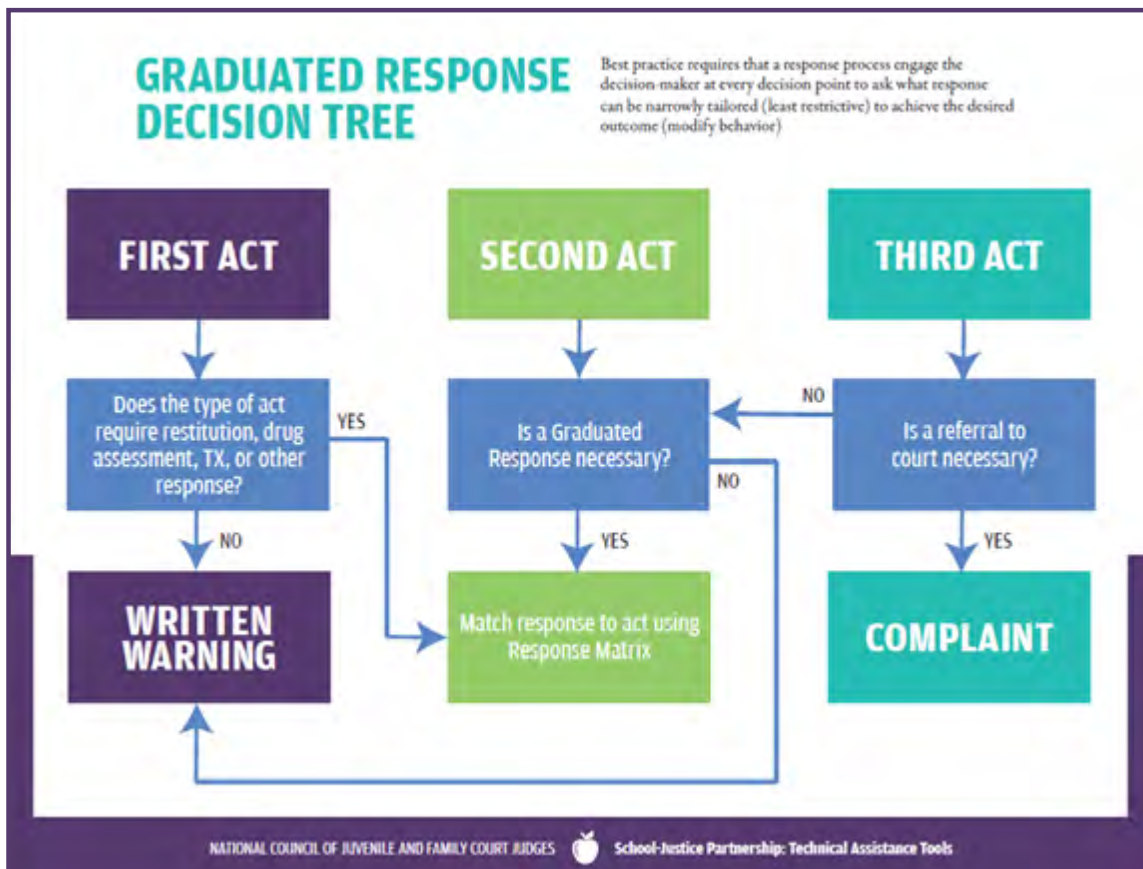 GRADUATED RESPONSE
DECISION TREE
Best practice requires that a response process engage the
decision-maker at every decision point to ask what response
can be narrowly tailored (least restrictive) to achieve the desired
outcome (modify behavior)
FIRST ACT
SECOND ACT
THIRD ACT
Does the type of act
require restitution, drug
assessment, TX, or other
response?
YES
NO
Is a Graduated
Response necessary?
NO
YES
NO
Is a referral to
court necessary?
YES
WRITTEN
WARNING
Match response to act using
Response Matrix
COMPLAINT
NATIONAL COUNCIL OF JUVENILE AND FAMILY COURT JUDGES
School-Justice Partnership: Technical Assistance Tools